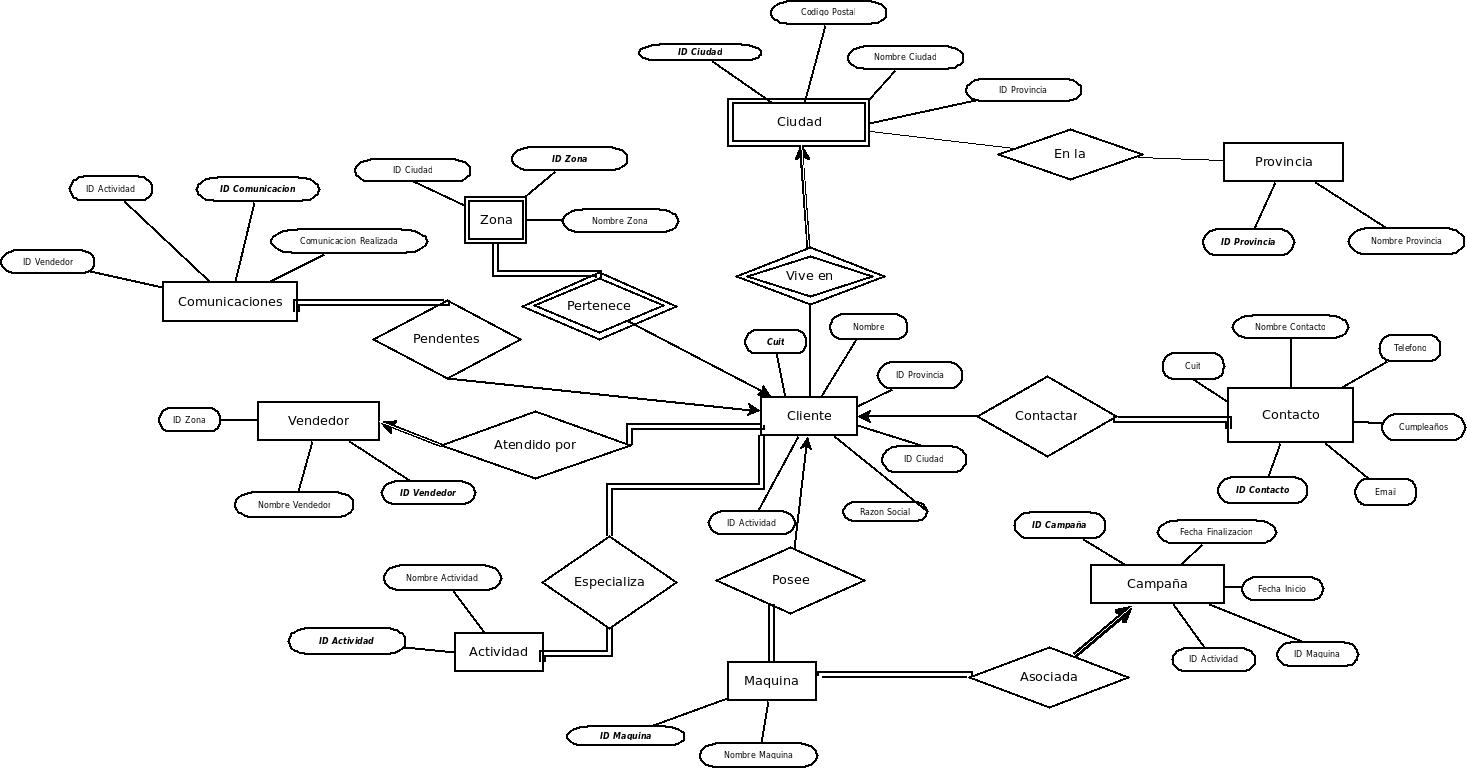 Codigo Postal
ID Ciudad
Nombre Ciudad
ID Provincia
Ciudad
En la
Provincia
ID Provincia
Nombre Provincia
ID Ciudad
ID Zona
Zona
Nombre Zona
ID Actividad
ID Comunicacion
Comunicacion Realizada
ID Vendedor
Comunicaciones
Pendentes
Pertenece
Vive en
Cuit
Nombre
ID Provincia
Cliente
ID Ciudad
Razon Social
ID Actividad
Contactar
Nombre Contacto
Telefono
Cuit
Contacto
Cumpleaños
ID Contacto
Email
ID Zona
Vendedor
Atendido por
Nombre Vendedor
ID Vendedor
Especializa
Posee
Nombre Actividad
ID Actividad
Actividad
ID Campaña
Fecha Finalizacion
Campaña
Fecha Inicio
ID Actividad
ID Maquina
Maquina
Asociada
ID Maquina
Nombre Maquina